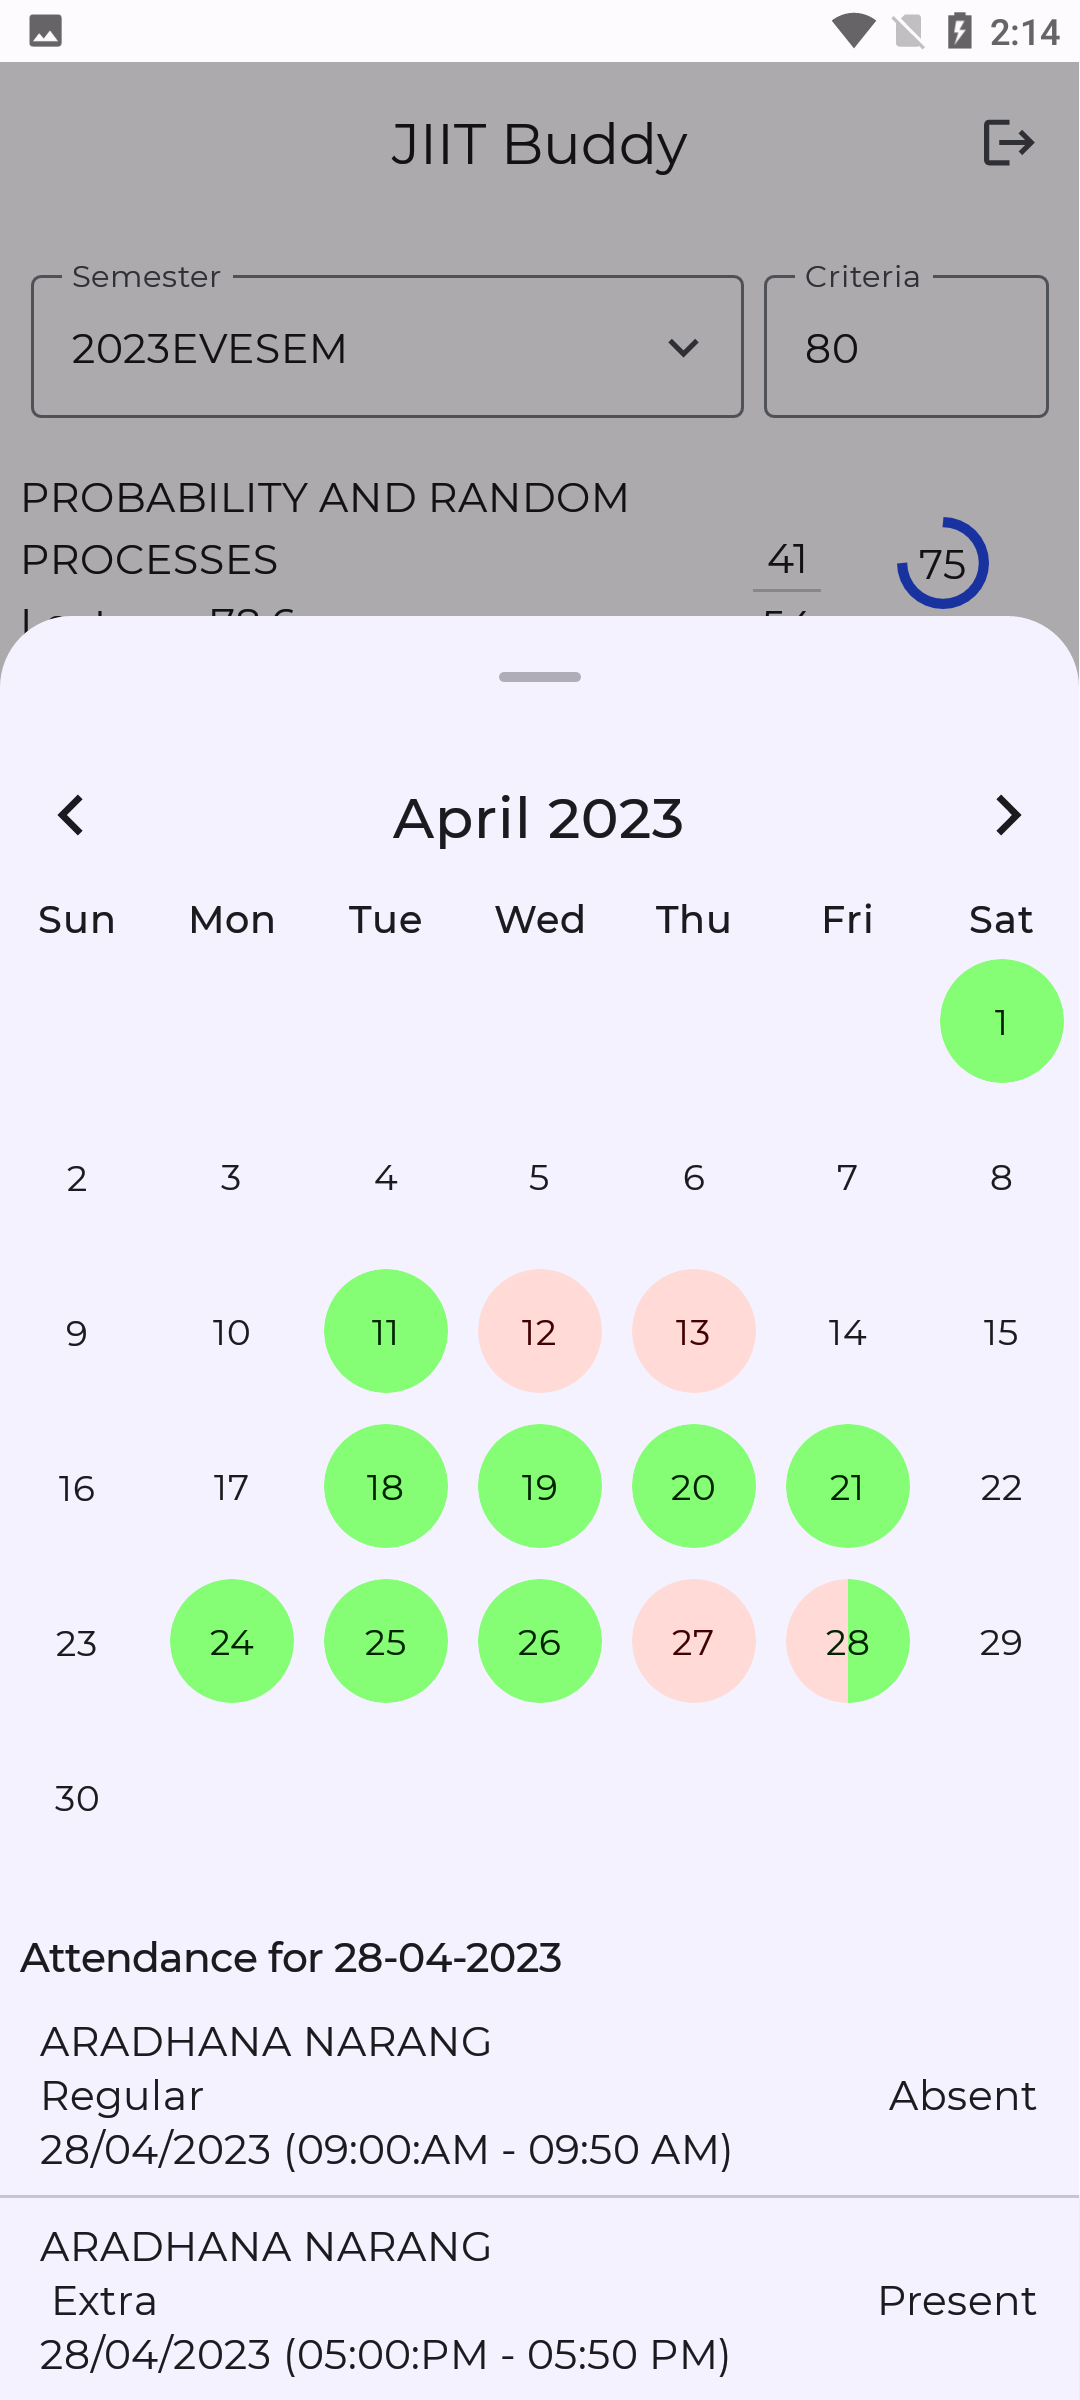 2:14
JIIT Buddy
Semester
Criteria
2023EVESEM
80
PROBABILITY AND RANDOM
PROCESSES
41
75
April 2023
Sun Mon Tue Wed Thu Fri Sat
1
2 3 4 5 6 7 8
9 10 11 12 13 14 15
16 17 18 19 20 21 22
23 24 25 26 27 28 29
30
Attendance for 28-04-2023
ARADHANA NARANG
Regular
Absent
28/04/2023 (09:00:AM - 09:50 AM)
ARADHANA NARANG
Extra
Present
28/04/2023 (05:00:PM - 05:50 PM)